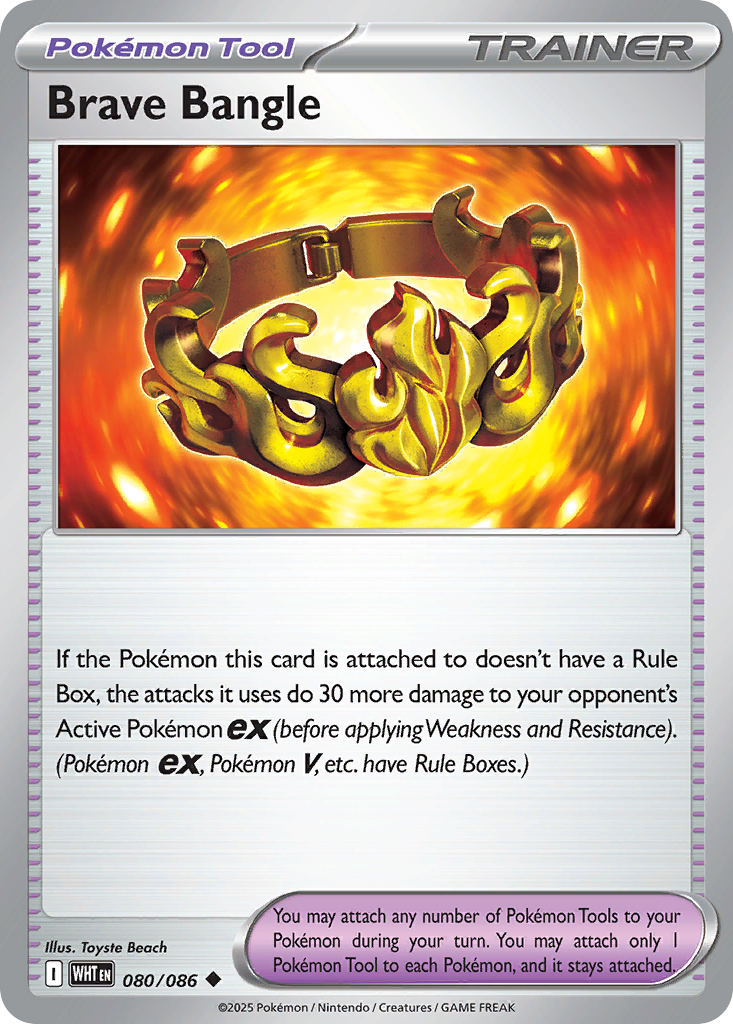 Pokémon Tool
TRAINER
Brave Bangle
If the Pokémon this card is attached to doesn't have a Rule
Box, the attacks it uses do 30 more damage to your opponent's
Active Pokémon ex (before applying Weakness and Resistance).
(Pokémon ex, Pokémon V, etc. have Rule Boxes.)
You may attach any number of Pokémon Tools to your
Pokémon during your turn. You may attach only 1
Pokémon Tool to each Pokémon, and it stays attached.
Illus. Toyste Beach
I WHT EN 080/086
©2025 Pokémon / Nintendo / Creatures / GAME FREAK